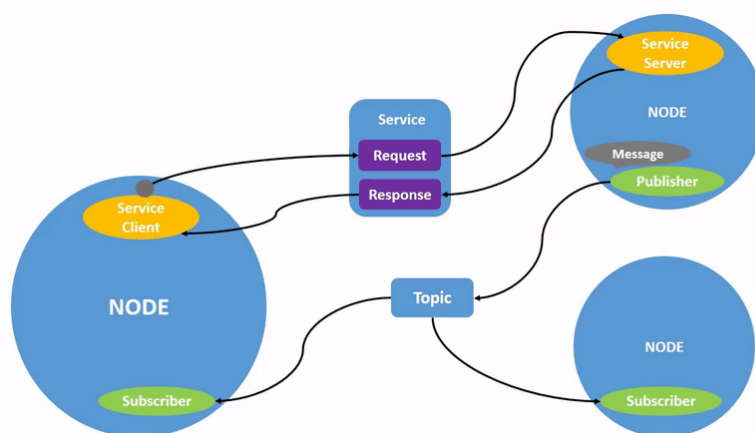 Service
Server
NODE
Message
Publisher
Service
Request
Response
Service
Client
NODE
Subscriber
Topic
NODE
Subscriber